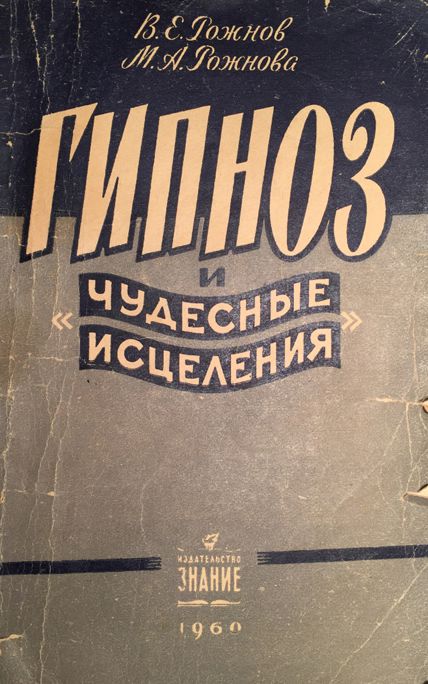 В. Е. Рожнов
М. А. Рожнова
ГИПНОЗ
И
« ЧУДЕСНЫЕ
ИСЦЕЛЕНИЯ »
ИЗДАТЕЛЬСТВО
ЗНАНИЕ
1960